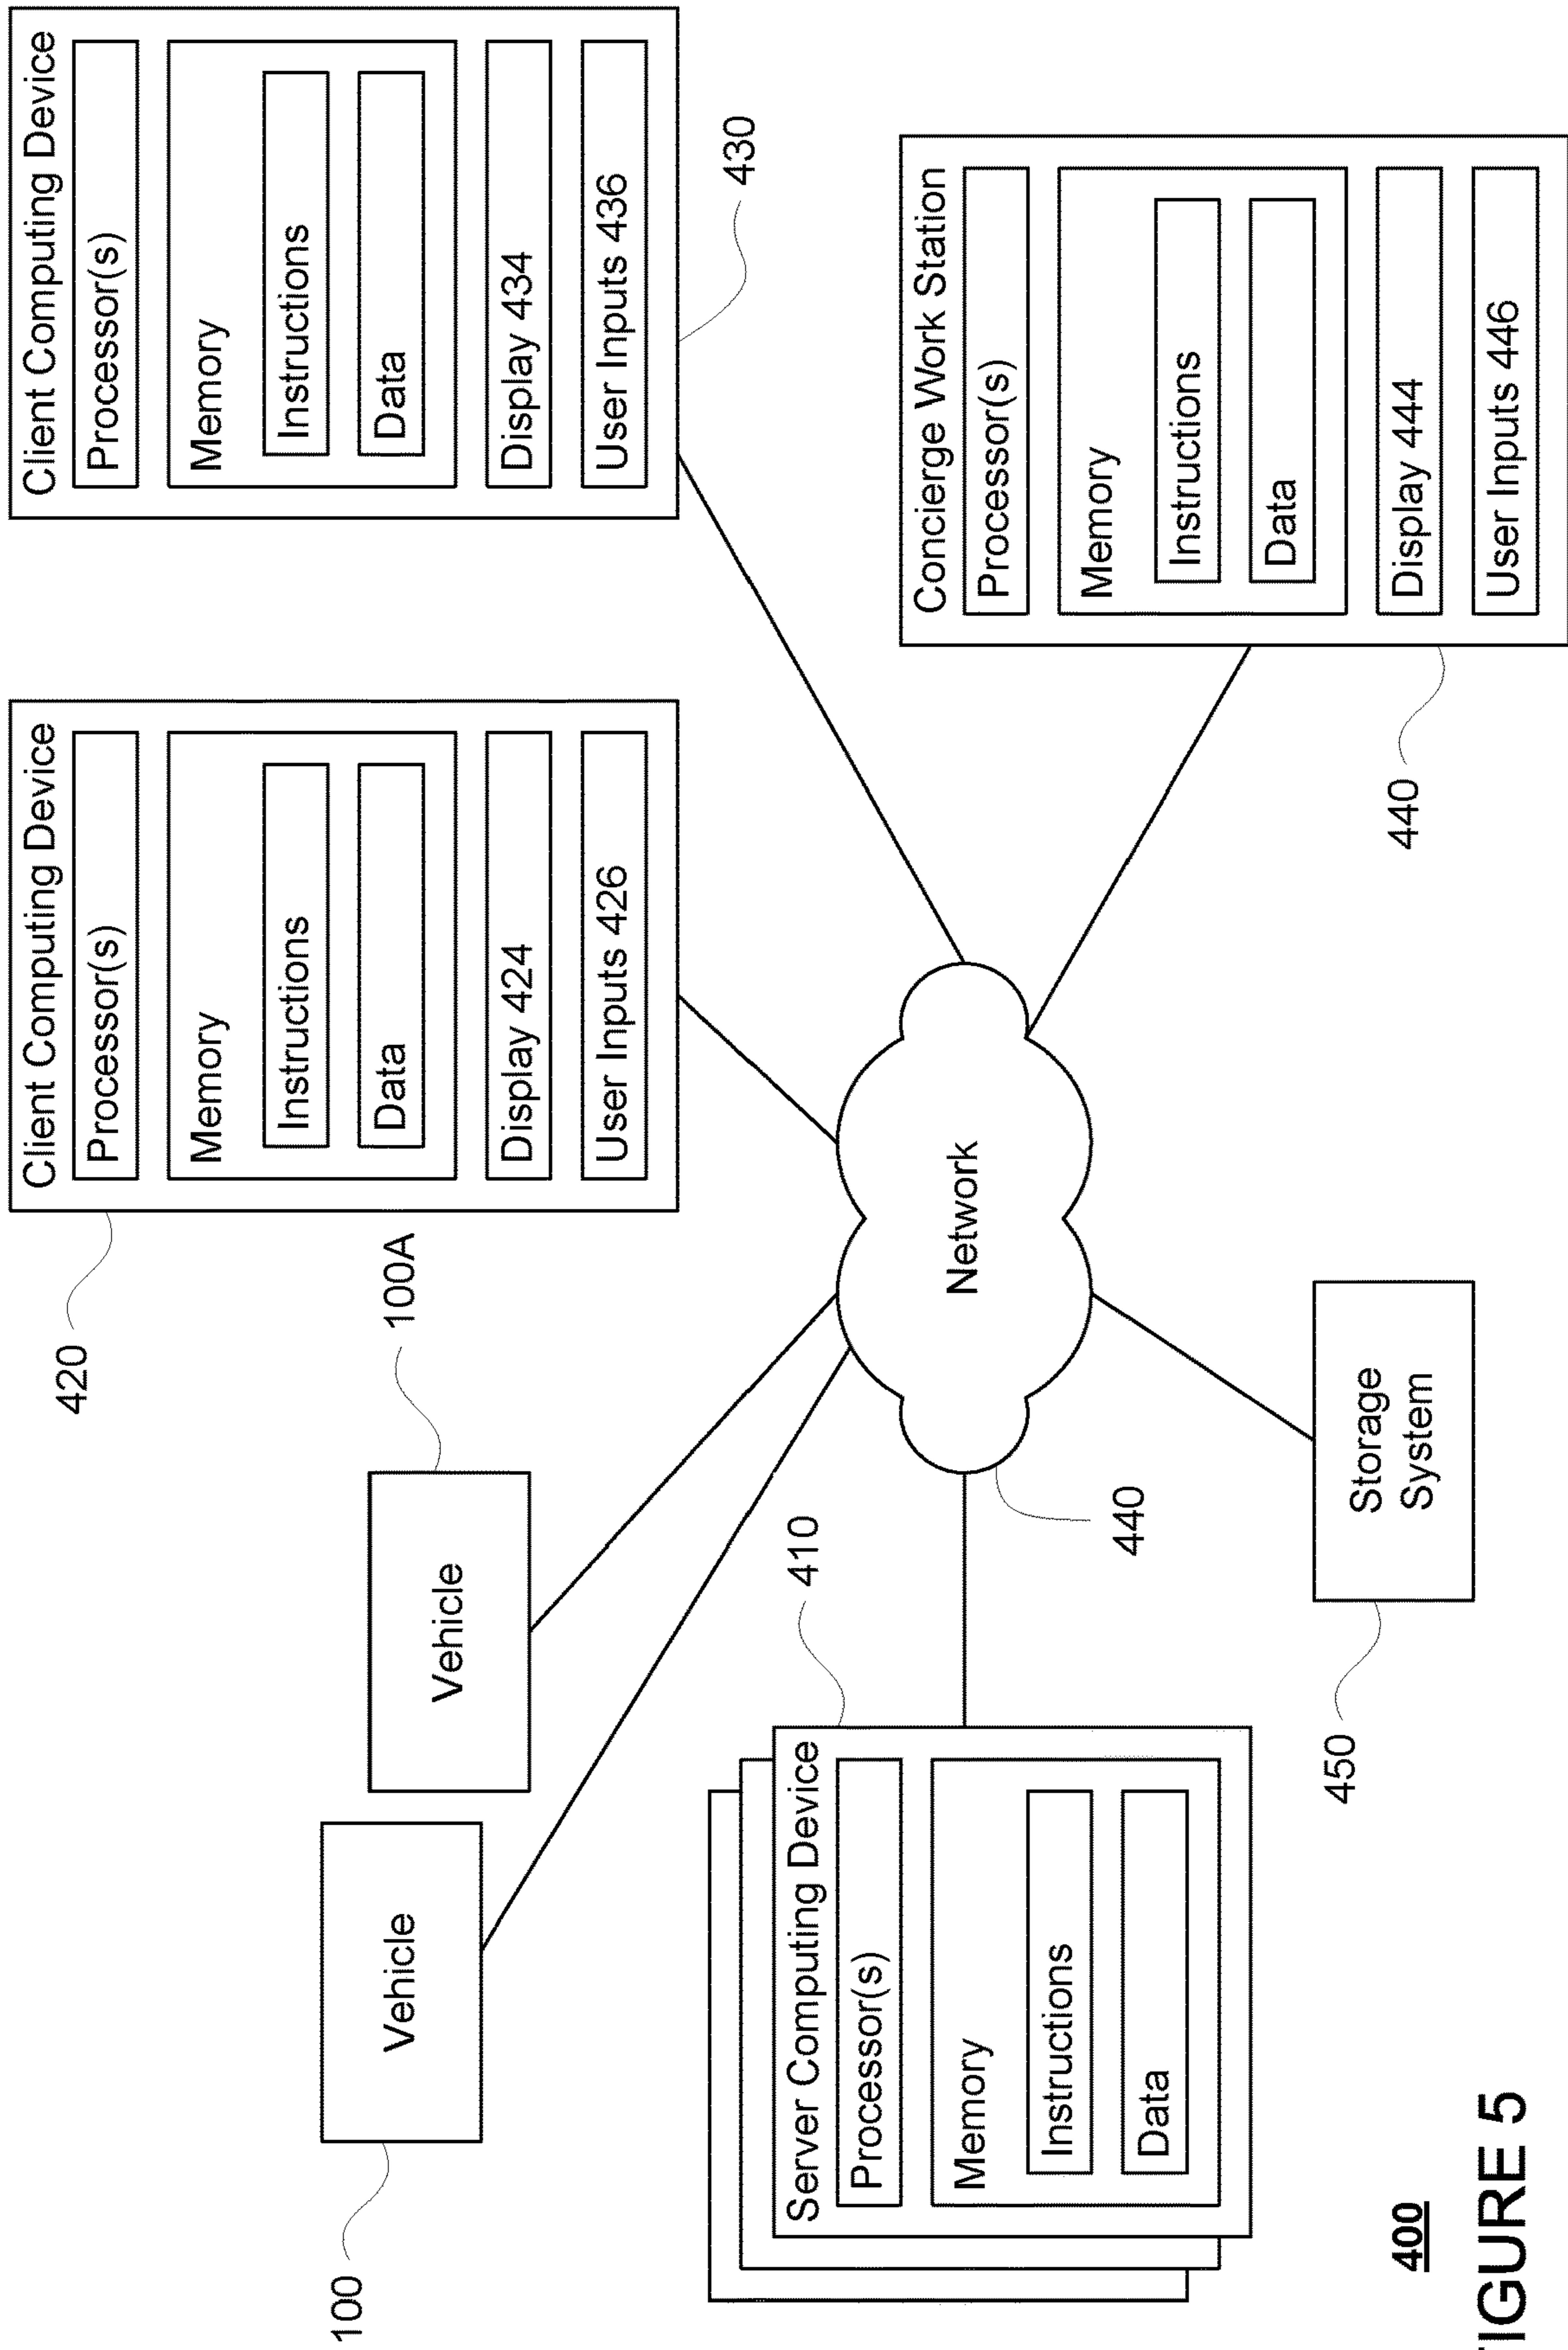 100
Vehicle
Vehicle
100A
420
Client Computing Device
Processor(s)
Memory
Instructions
Data
Display 424
User Inputs 426
Client Computing Device
Processor(s)
Memory
Instructions
Data
Display 434
User Inputs 436
430
Server Computing Device
Processor(s)
Memory
Instructions
Data
410
Network
440
Concierge Work Station
Processor(s)
Memory
Instructions
Data
Display 444
User Inputs 446
440
450
Storage
System
400
IGURE 5